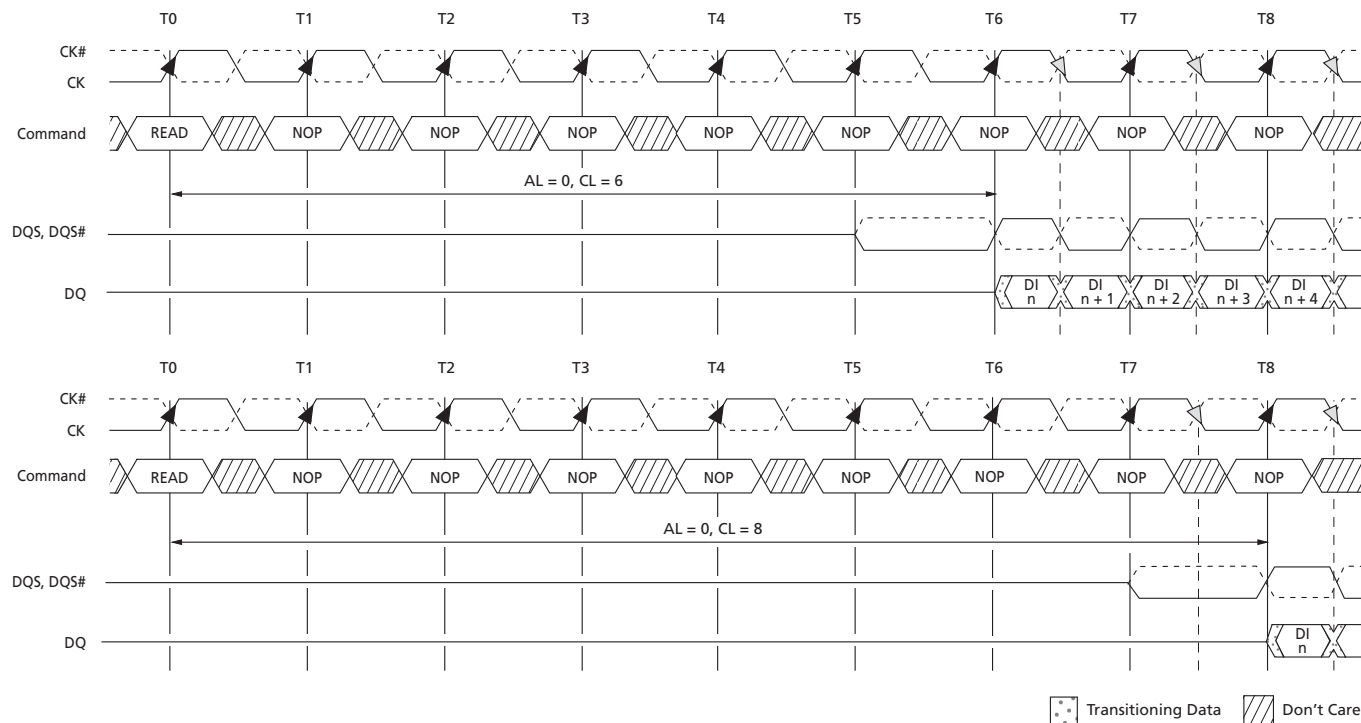 T0 T1 T2 T3 T4 T5 T6 T7 T8
CK#
CK
Command READ NOP NOP NOP NOP NOP NOP NOP NOP
AL = 0, CL = 6
DQS, DQS#
DQ DI n DI n + 1 DI n + 2 DI n + 3 DI n + 4
T0 T1 T2 T3 T4 T5 T6 T7 T8
CK#
CK
Command READ NOP NOP NOP NOP NOP NOP NOP NOP
AL = 0, CL = 8
DQS, DQS#
DQ DI n
Transitioning Data Don't Care